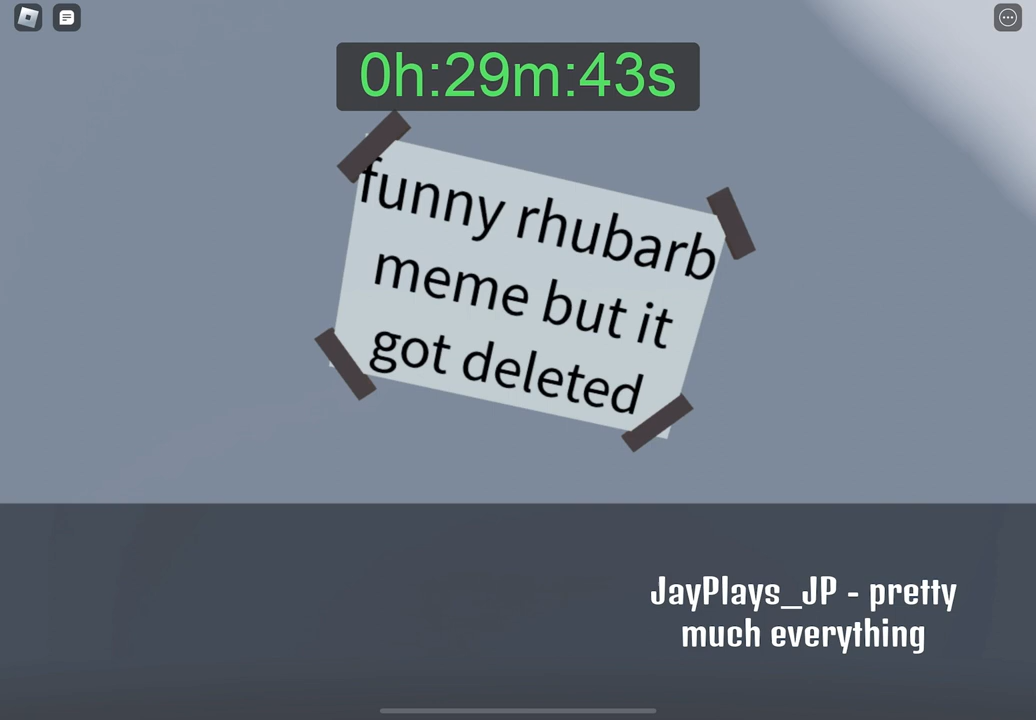 0h:29m:43s
funny rhubarb
meme but it
got deleted
JayPlays_JP - pretty
much everything